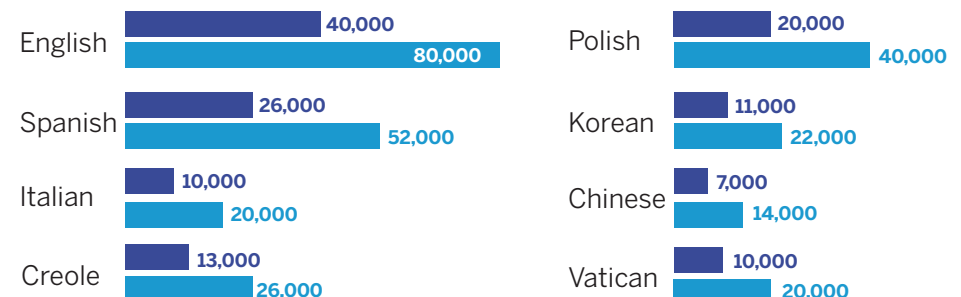 English
40,000
80,000
Spanish
26,000
52,000
Italian
10,000
20,000
Creole
13,000
26,000
Polish
20,000
40,000
Korean
11,000
22,000
Chinese
7,000
14,000
Vatican
10,000
20,000